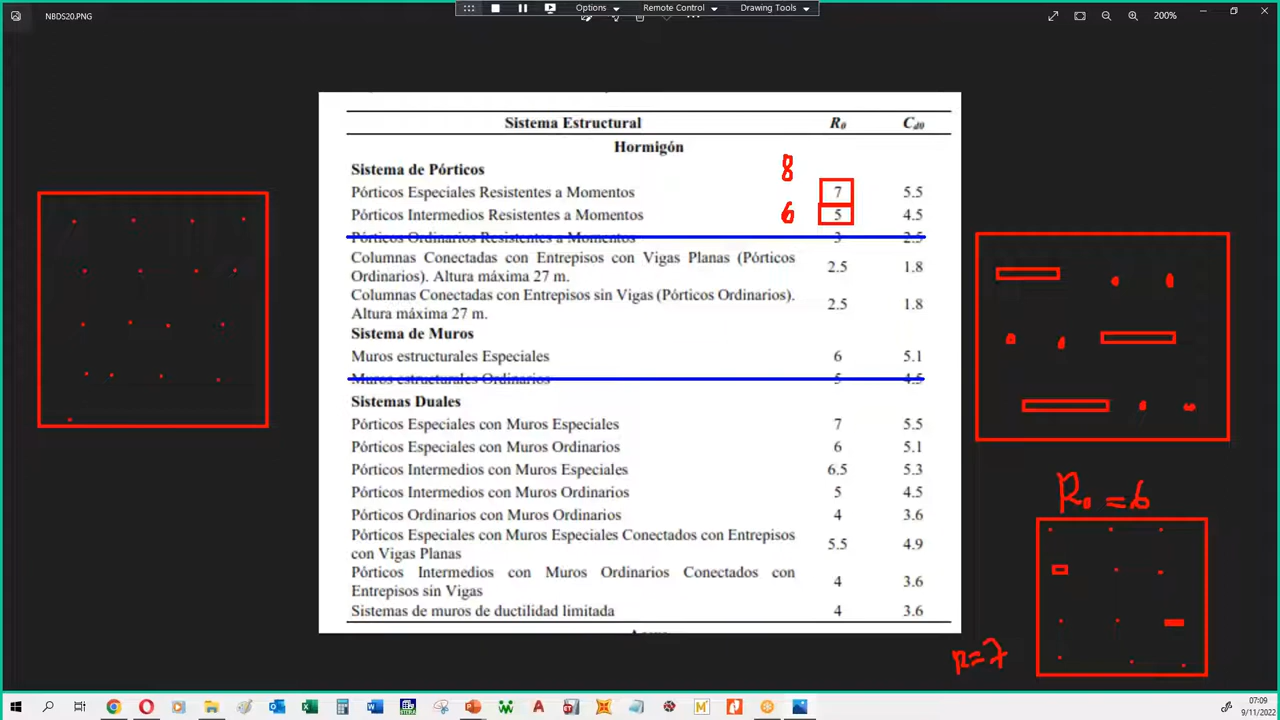 NBDS20.PNG
Options
Remote Control
Drawing Tools
200%
Sistema Estructural R₀ C_d0
Hormigón
Sistema de Pórticos
8
Pórticos Especiales Resistentes a Momentos 7 5.5
6
Pórticos Intermedios Resistentes a Momentos 5 4.5
Pórticos Ordinarios Resistentes a Momentos 3 2.5
Columnas Conectadas con Entrepisos con Vigas Planas (Pórticos
Ordinarios). Altura máxima 27 m. 2.5 1.8
Columnas Conectadas con Entrepisos sin Vigas (Pórticos Ordinarios).
Altura máxima 27 m. 2.5 1.8
Sistema de Muros
Muros estructurales Especiales 6 5.1
Muros estructurales Ordinarios 5 4.5
Sistemas Duales
Pórticos Especiales con Muros Especiales 7 5.5
Pórticos Especiales con Muros Ordinarios 6 5.1
Pórticos Intermedios con Muros Especiales 6.5 5.3
Pórticos Intermedios con Muros Ordinarios 5 4.5
Pórticos Ordinarios con Muros Ordinarios 4 3.6
Pórticos Especiales con Muros Especiales Conectados con Entrepisos
con Vigas Planas 5.5 4.9
Pórticos Intermedios con Muros Ordinarios Conectados con
Entrepisos sin Vigas 4 3.6
Sistemas de muros de ductilidad limitada 4 3.6
R₀ = 6
R=7
07:09
9/11/2022